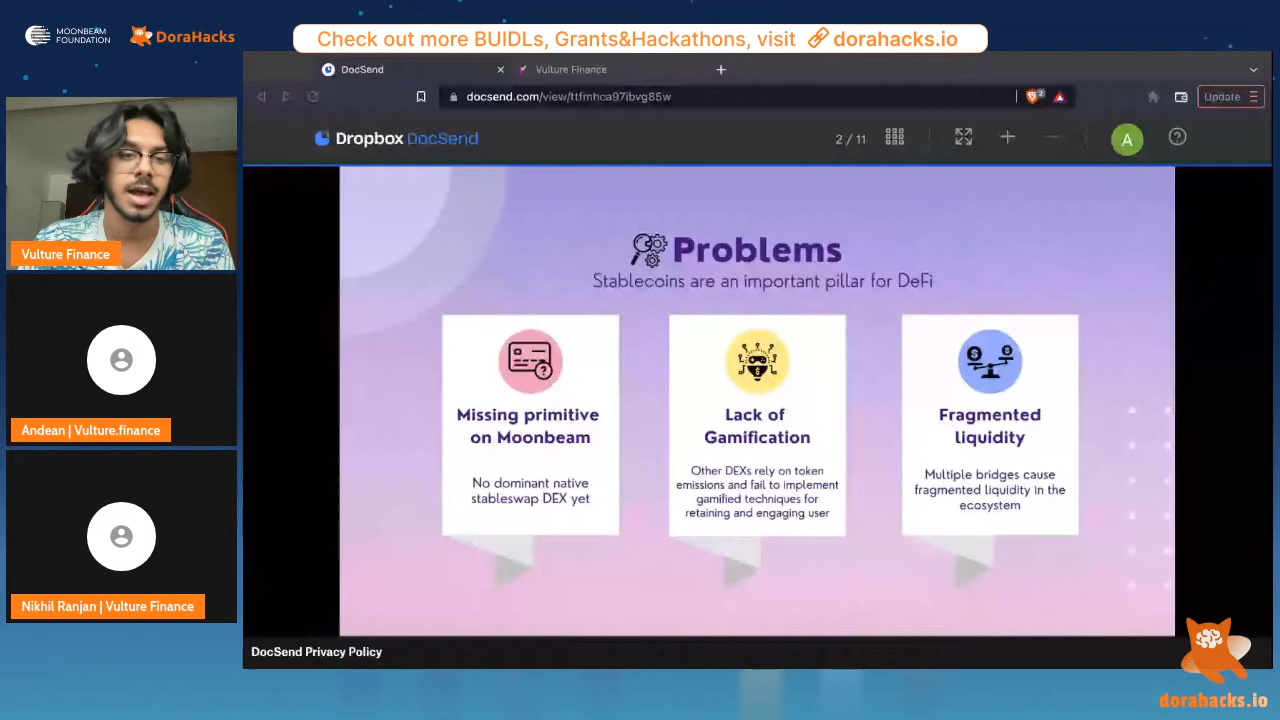 MOONBEAM
FOUNDATION
DoraHacks
Check out more BUIDLs, Grants&Hackathons, visit dorahacks.io
DocSend
Vulture Finance
docsend.com/view/ttfmhca97ibvg85w
2
Update
Dropbox DocSend
2 / 11
A
Problems
Stablecoins are an important pillar for DeFi
Missing primitive
on Moonbeam
No dominant native
stableswap DEX yet
Lack of
Gamification
Other DEXs rely on token
emissions and fail to implement
gamified techniques for
retaining and engaging user
Fragmented
liquidity
Multiple bridges cause
fragmented liquidity in the
ecosystem
Vulture Finance
Andean | Vulture.finance
Nikhil Ranjan | Vulture Finance
DocSend Privacy Policy
dorahacks.io